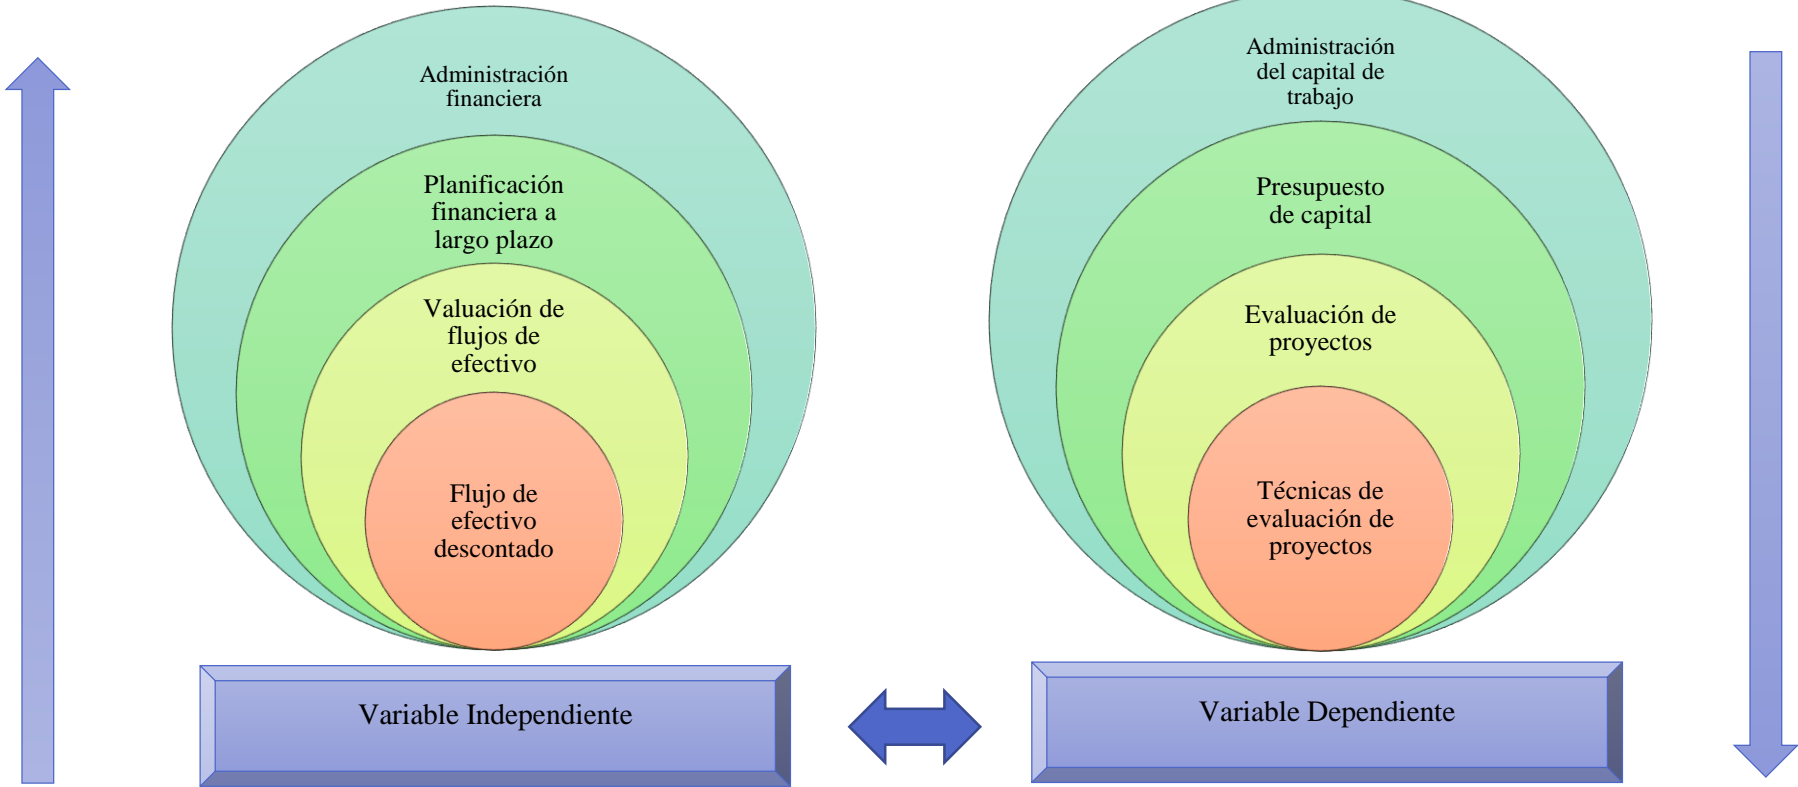 Administración
financiera
Planificación
financiera a
largo plazo
Valuación de
flujos de
efectivo
Flujo de
efectivo
descontado
Variable Independiente
Administración
del capital de
trabajo
Presupuesto
de capital
Evaluación de
proyectos
Técnicas de
evaluación de
proyectos
Variable Dependiente